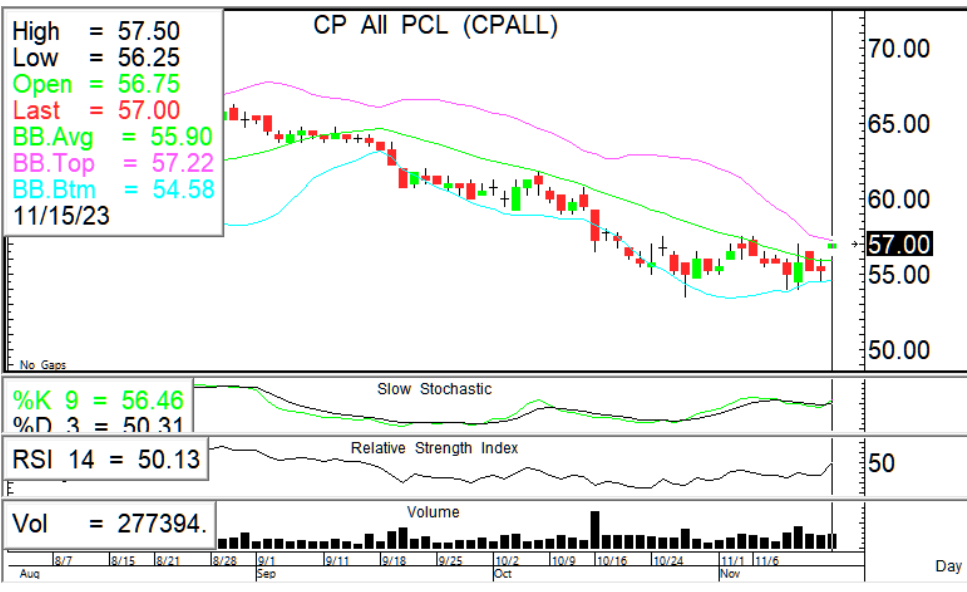 CP All PCL (CPALL)
High = 57.50
Low = 56.25
Open = 56.75
Last = 57.00
BB.Avg = 55.90
BB.Top = 57.22
BB.Btm = 54.58
11/15/23
70.00
65.00
60.00
57.00
55.00
50.00
No Gaps
Slow Stochastic
%K 9 = 56.46
%D 3 = 50.31
Relative Strength Index
RSI 14 = 50.13
50
Volume
Vol = 277394.
8/7 8/15 8/21 8/28 9/1 9/11 9/18 9/25 10/2 10/9 10/16 10/24 11/1 11/6
Aug Sep Oct Nov
Day